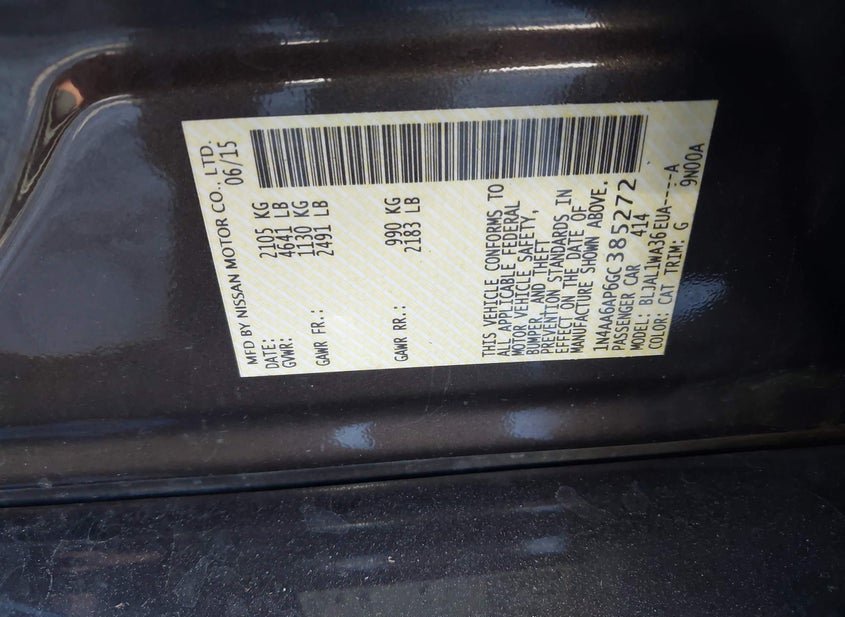 MFD BY NISSAN MOTOR CO., LTD.
DATE: 06/15
GVWR: 2105 KG
4641 LB
GAWR FR.: 1130 KG
2491 LB
GAWR RR.: 990 KG
2183 LB
THIS VEHICLE CONFORMS TO
ALL APPLICABLE FEDERAL
MOTOR VEHICLE SAFETY,
BUMPER, AND THEFT
PREVENTION STANDARDS IN
EFFECT ON THE DATE OF
MANUFACTURE SHOWN ABOVE.
1N4AA6AP6GC385272
PASSENGER CAR 414
MODEL: BLJAL1WA36EUA-----A
COLOR: CAT TRIM: G 9N00A